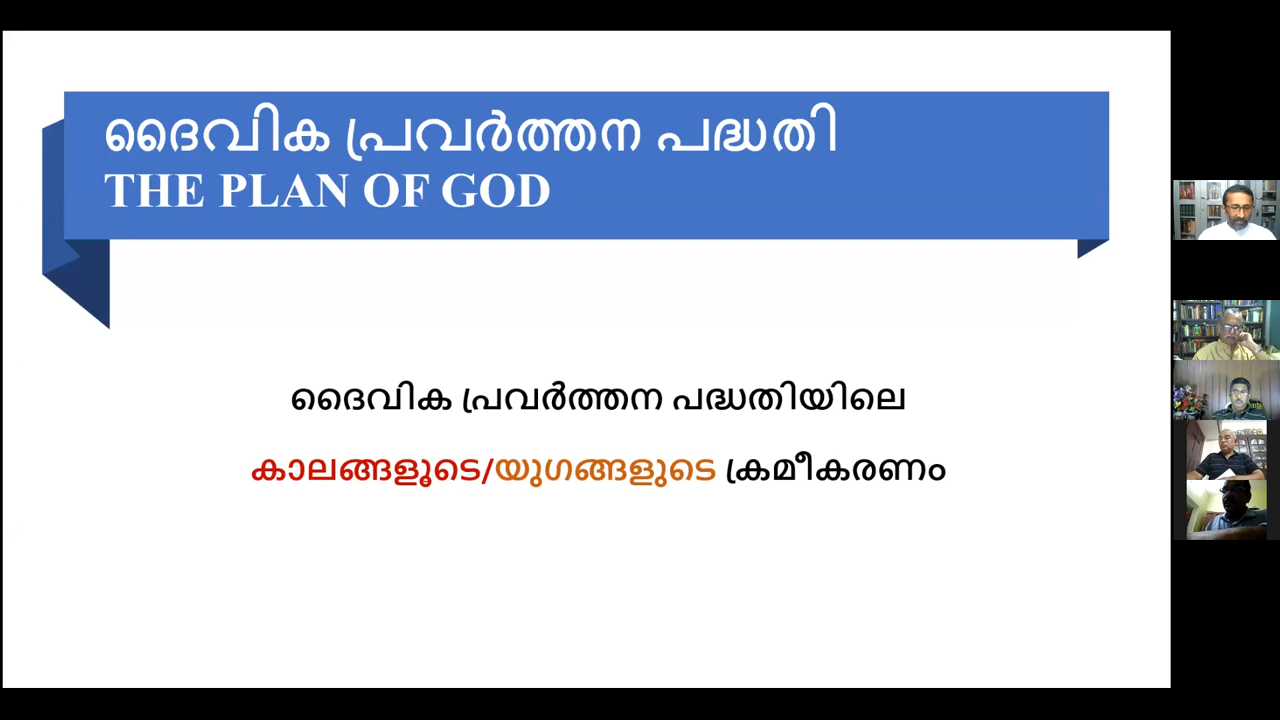 ദൈവിക പ്രവർത്തന പദ്ധതി
THE PLAN OF GOD
ദൈവിക പ്രവർത്തന പദ്ധതിയിലെ
കാലങ്ങളൂടെ/യുഗങ്ങളുടെ ക്രമീകരണം